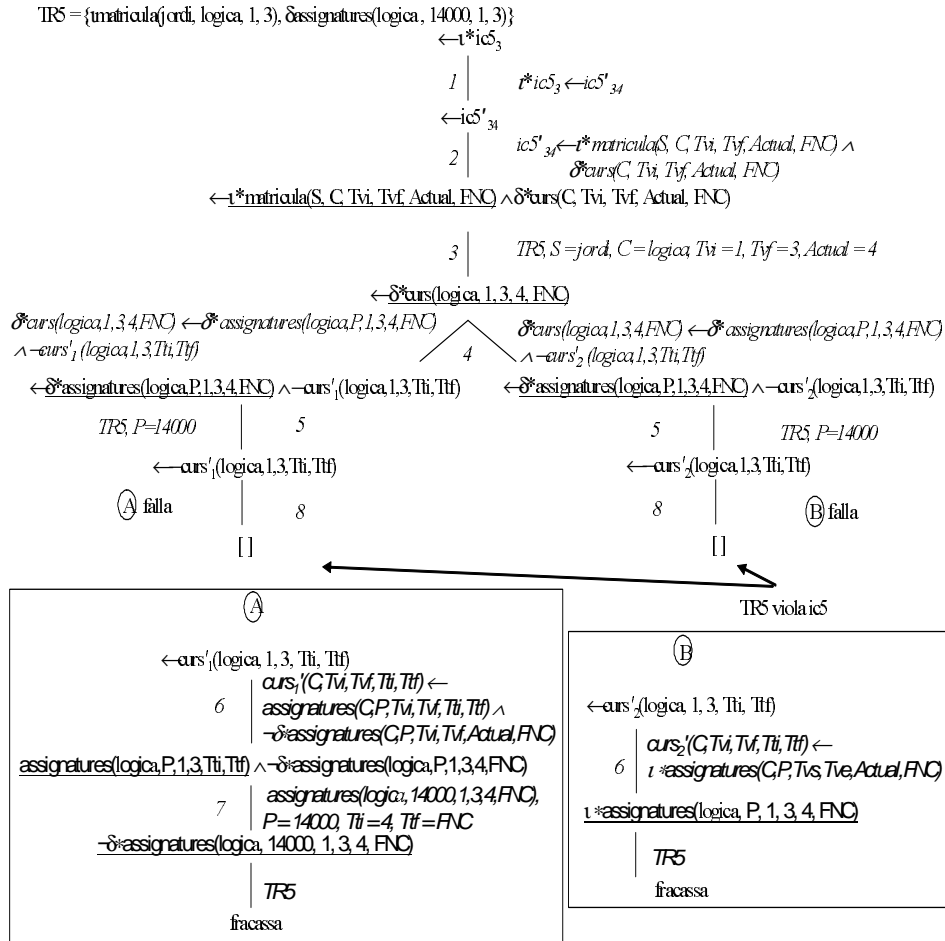 TR5 = {ιmatricula(jordi, logica, 1, 3), δassignatures(logica, 14000, 1, 3)}
←ι*ic5₃
1 ι*ic5₃ ←ic5'₃₄
←ic5'₃₄
2 ic5'₃₄ ←ι*matricula(S, C, Tvi, Tvf, Actual, FNC) ∧
δ*curs(C, Tvi, Tvf, Actual, FNC)
←ι*matricula(S, C, Tvi, Tvf, Actual, FNC) ∧ δ*curs(C, Tvi, Tvf, Actual, FNC)
3 TR5, S = jordi, C = logica, Tvi = 1, Tvf = 3, Actual = 4
←δ*curs(logica, 1, 3, 4, FNC)
δ*curs(logica,1,3,4,FNC) ←δ*assignatures(logica,P,1,3,4,FNC)
∧ ¬curs'₁(logica,1,3,Tti,Ttf)
4
δ*curs(logica,1,3,4,FNC) ←δ*assignatures(logica,P,1,3,4,FNC)
∧ ¬curs'₂(logica,1,3,Tti,Ttf)
←δ*assignatures(logica,P,1,3,4,FNC) ∧ ¬curs'₁(logica,1,3,Tti,Ttf)
←δ*assignatures(logica,P,1,3,4,FNC) ∧ ¬curs'₂(logica,1,3,Tti,Ttf)
TR5, P=14000 5
5 TR5, P=14000
←¬curs'₁(logica,1,3,Tti,Ttf)
←¬curs'₂(logica,1,3,Tti,Ttf)
A falla 8
8 B falla
[ ]
[ ]
TR5 viola ic5
A
←curs'₁(logica, 1, 3, Tti, Ttf)
6 curs₁'(C,Tvi,Tvf,Tti,Ttf) ←
assignatures(C,P,Tvi,Tvf,Tti,Ttf) ∧
¬δ*assignatures(C,P,Tvi,Tvf,Actual,FNC)
assignatures(logica,P,1,3,Tti,Ttf) ∧ ¬δ*assignatures(logica,P,1,3,4,FNC)
7 assignatures(logica,14000,1,3,4,FNC),
P = 14000, Tti = 4, Ttf = FNC
¬δ*assignatures(logica, 14000, 1, 3, 4, FNC)
TR5
fracassa
B
←curs'₂(logica, 1, 3, Tti, Ttf)
6 curs₂'(C,Tvi,Tvf,Tti,Ttf) ←
ι*assignatures(C,P,Tvs,Tve,Actual,FNC)
ι*assignatures(logica, P, 1, 3, 4, FNC)
TR5
fracassa